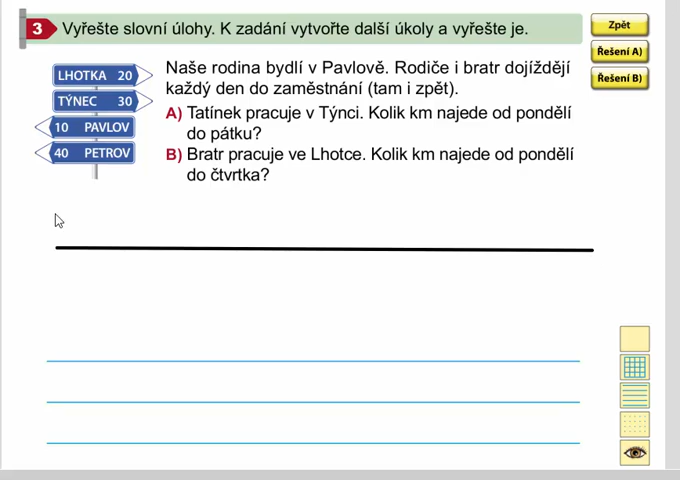 3 Vyřešte slovní úlohy. K zadání vytvořte další úkoly a vyřešte je.
Zpět
Řešení A)
Řešení B)
LHOTKA 20
TÝNEC 30
10 PAVLOV
40 PETROV
Naše rodina bydlí v Pavlově. Rodiče i bratr dojíždějí
každý den do zaměstnání (tam i zpět).
A) Tatínek pracuje v Týnci. Kolik km najede od pondělí
do pátku?
B) Bratr pracuje ve Lhotce. Kolik km najede od pondělí
do čtvrtka?